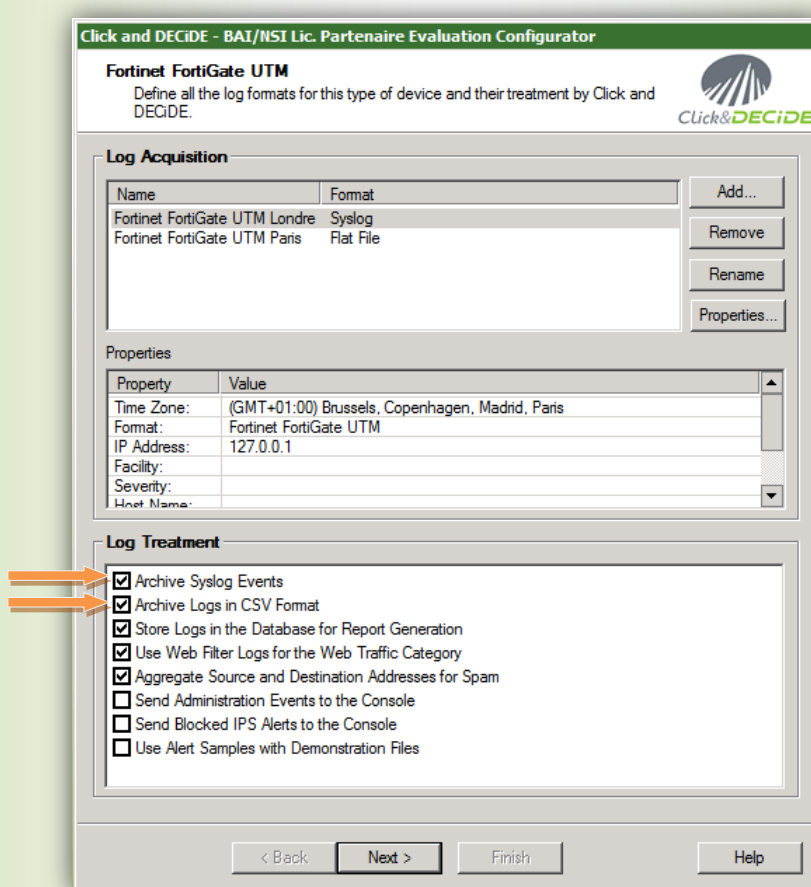 Click and DECiDE - BAI/NSI Lic. Partenaire Evaluation Configurator
Fortinet FortiGate UTM
Define all the log formats for this type of device and their treatment by Click and
DECiDE.
Click&DECiDE
Log Acquisition
Name Format
Fortinet FortiGate UTM Londre Syslog
Fortinet FortiGate UTM Paris Flat File
Add...
Remove
Rename
Properties...
Properties
Property Value
Time Zone: (GMT+01:00) Brussels, Copenhagen, Madrid, Paris
Format: Fortinet FortiGate UTM
IP Address: 127.0.0.1
Facility:
Severity:
Host Name:
Log Treatment
Archive Syslog Events
Archive Logs in CSV Format
Store Logs in the Database for Report Generation
Use Web Filter Logs for the Web Traffic Category
Aggregate Source and Destination Addresses for Spam
Send Administration Events to the Console
Send Blocked IPS Alerts to the Console
Use Alert Samples with Demonstration Files
< Back Next > Finish Help